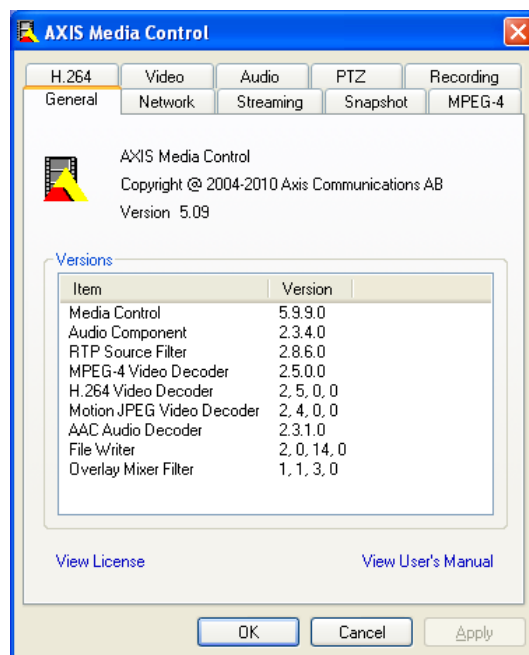 AXIS Media Control
H.264 Video Audio PTZ Recording
General Network Streaming Snapshot MPEG-4
AXIS Media Control
Copyright @ 2004-2010 Axis Communications AB
Version 5.09
Versions
Item Version
Media Control 5.9.9.0
Audio Component 2.3.4.0
RTP Source Filter 2.8.6.0
MPEG-4 Video Decoder 2.5.0.0
H.264 Video Decoder 2, 5, 0, 0
Motion JPEG Video Decoder 2, 4, 0, 0
AAC Audio Decoder 2.3.1.0
File Writer 2, 0, 14, 0
Overlay Mixer Filter 1, 1, 3, 0
View License View User's Manual
OK Cancel Apply